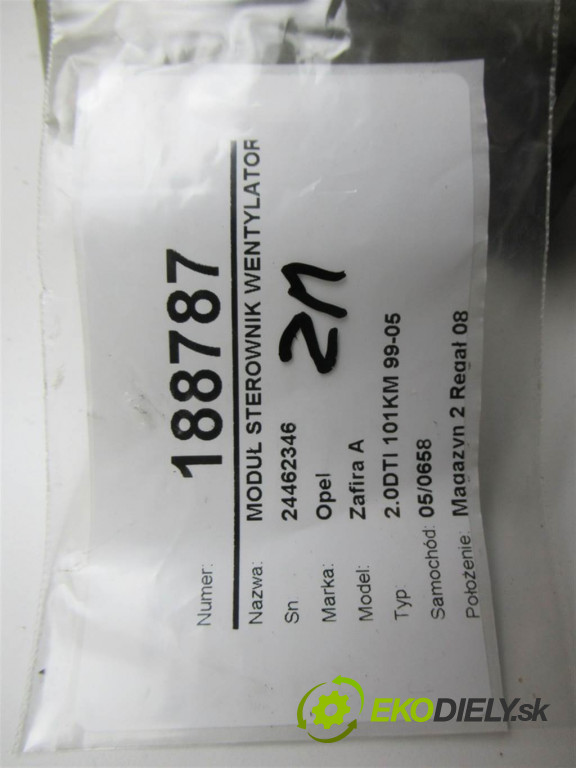 Numer: 188787
Nazwa: MODUŁ STEROWNIK WENTYLATOR
Sn 24462346
Marka: Opel
Model: Zafira A
Typ: 2.0DTI 101KM 99-05
Samochód: 05/0658
Położenie: Magazyn 2 Regał 08
EKODIELY.sk